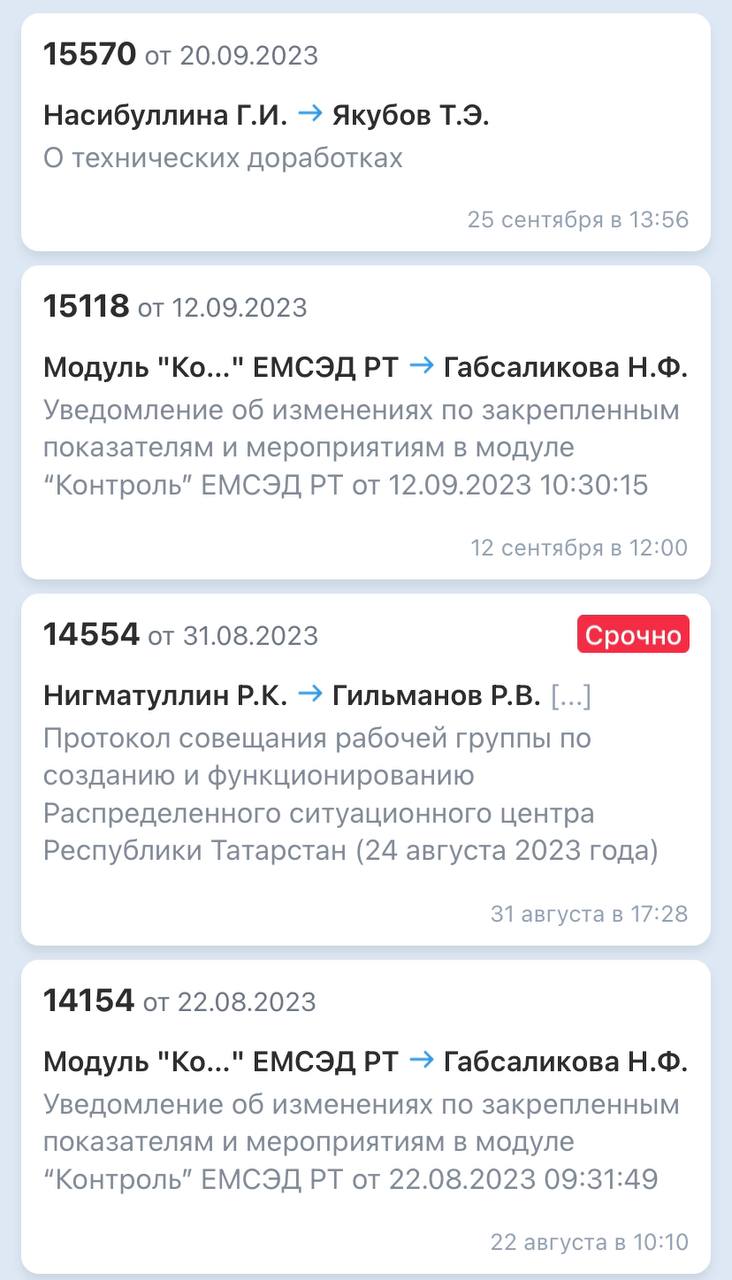 15570 от 20.09.2023
Насибуллина Г.И. → Якубов Т.Э.
О технических доработках
25 сентября в 13:56
15118 от 12.09.2023
Модуль "Ко..." ЕМСЭД РТ → Габсаликова Н.Ф.
Уведомление об изменениях по закрепленным
показателям и мероприятиям в модуле
“Контроль” ЕМСЭД РТ от 12.09.2023 10:30:15
12 сентября в 12:00
14554 от 31.08.2023 Срочно
Нигматуллин Р.К. → Гильманов Р.В. [...]
Протокол совещания рабочей группы по
созданию и функционированию
Распределенного ситуационного центра
Республики Татарстан (24 августа 2023 года)
31 августа в 17:28
14154 от 22.08.2023
Модуль "Ко..." ЕМСЭД РТ → Габсаликова Н.Ф.
Уведомление об изменениях по закрепленным
показателям и мероприятиям в модуле
“Контроль” ЕМСЭД РТ от 22.08.2023 09:31:49
22 августа в 10:10